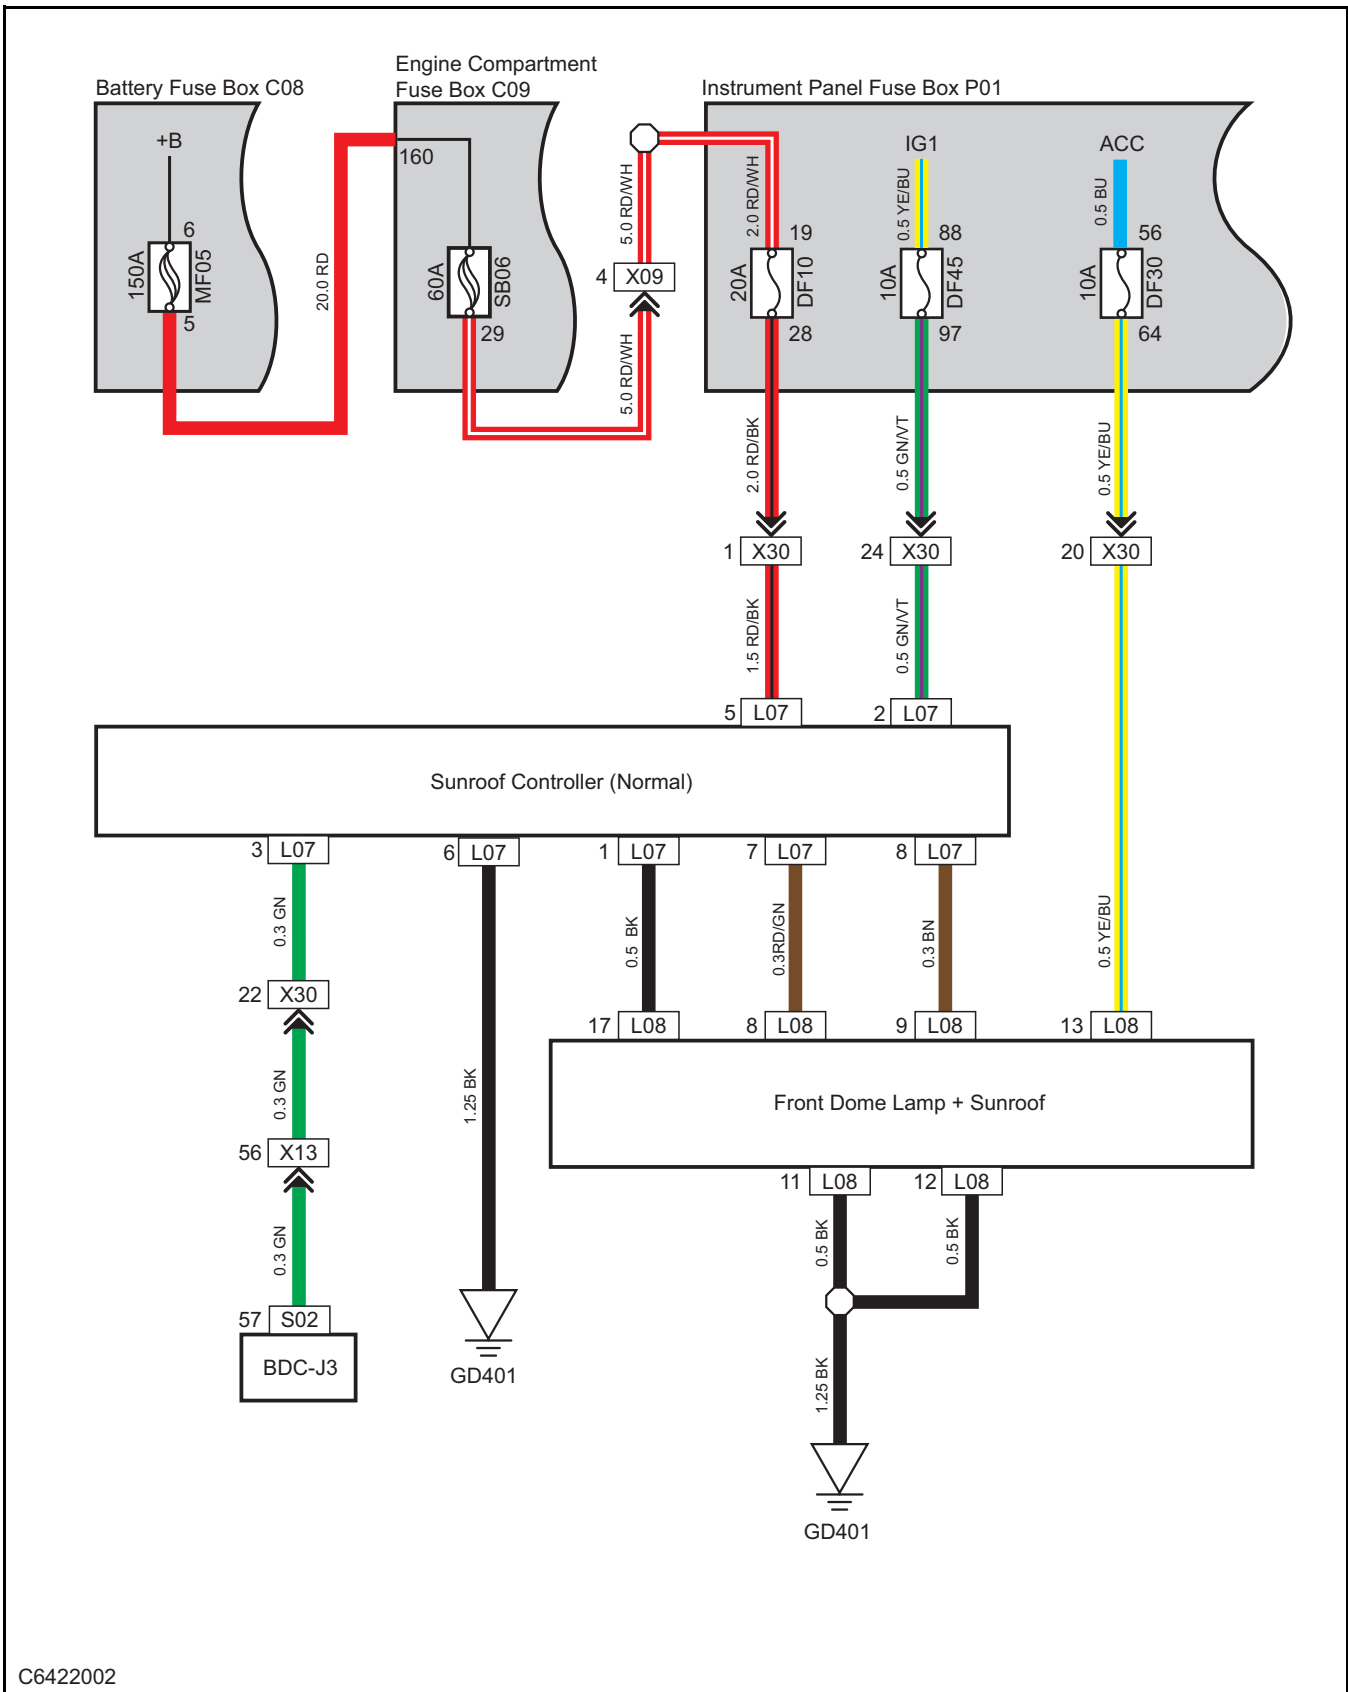 Battery Fuse Box C08
Engine Compartment
Fuse Box C09
Instrument Panel Fuse Box P01
+B
6
150A
MF05
5
20.0 RD
160
60A
SB06
29
5.0 RD/WH
4 X09
5.0 RD/WH
2.0 RD/WH
19
20A
DF10
28
IG1
0.5 YE/BU
88
10A
DF45
97
ACC
0.5 BU
56
10A
DF30
64
2.0 RD/BK
0.5 GN/VT
0.5 YE/BU
1 X30
24 X30
20 X30
1.5 RD/BK
0.5 GN/VT
5 L07
2 L07
Sunroof Controller (Normal)
3 L07
6 L07
1 L07
7 L07
8 L07
0.3 GN
0.5 BK
0.3RD/GN
0.3 BN
0.5 YE/BU
22 X30
17 L08
8 L08
9 L08
13 L08
0.3 GN
1.25 BK
Front Dome Lamp + Sunroof
56 X13
11 L08
12 L08
0.3 GN
0.5 BK
0.5 BK
57 S02
BDC-J3
GD401
1.25 BK
GD401
C6422002